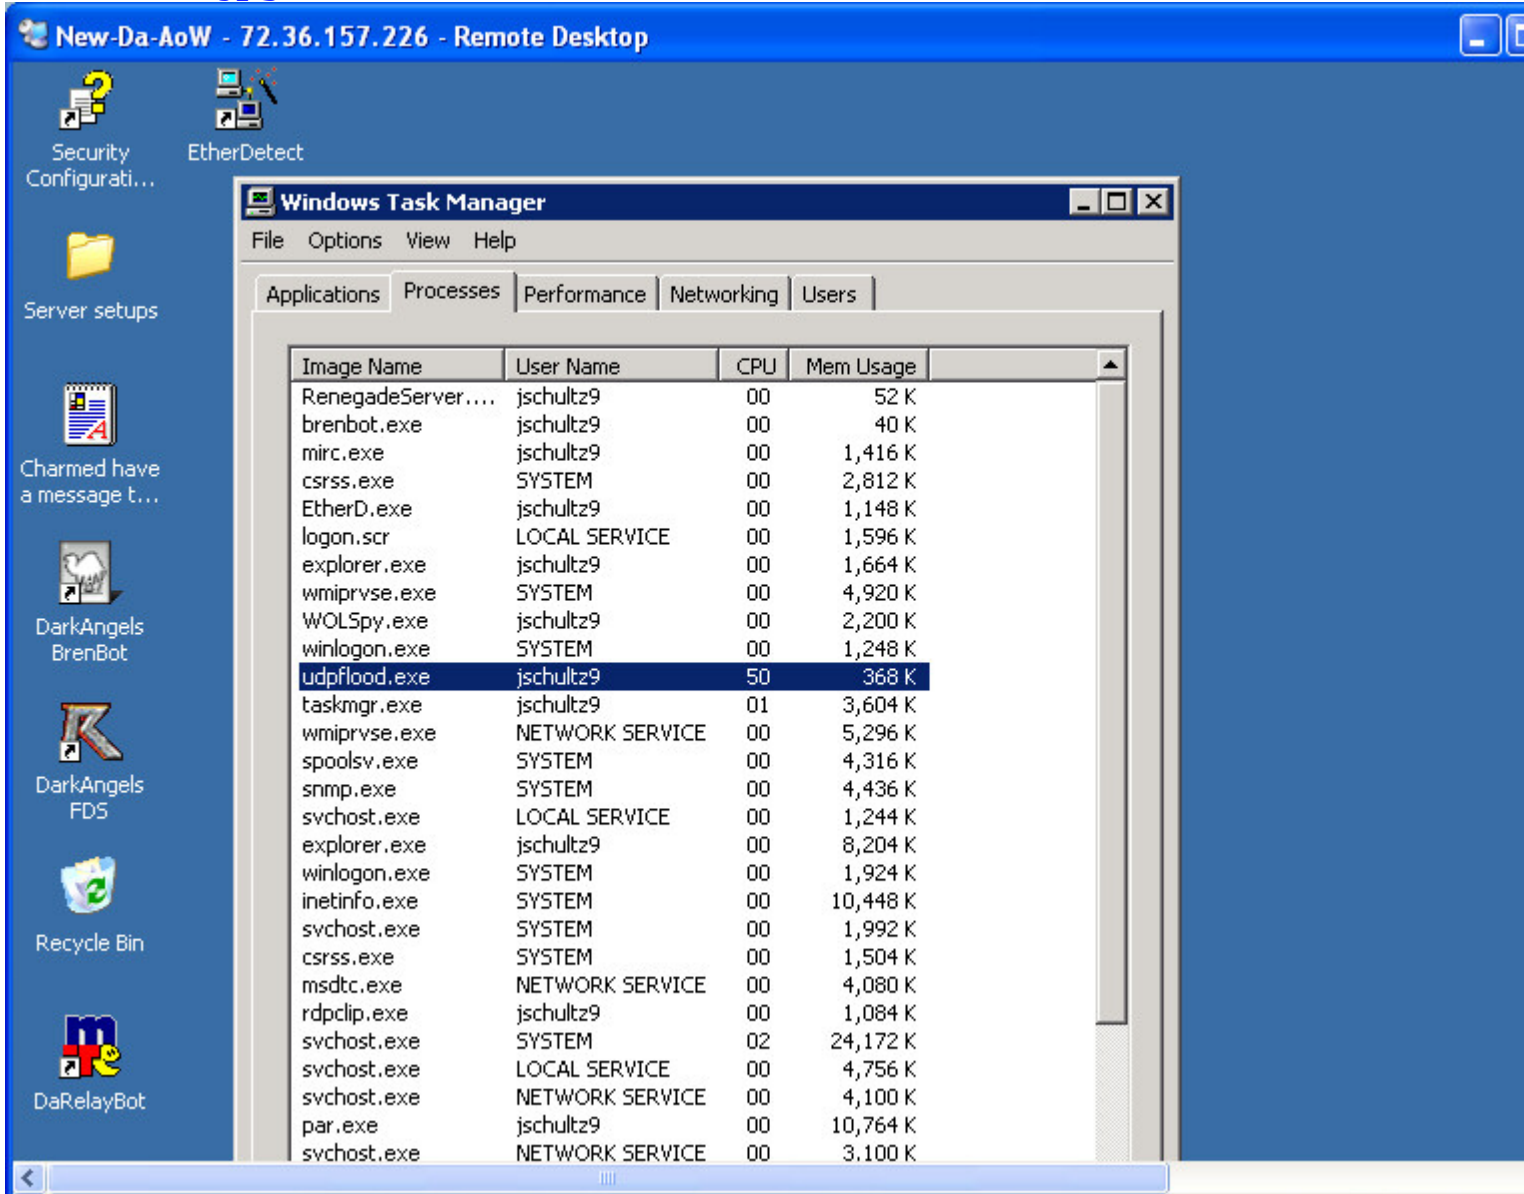 New-Da-AoW - 72.36.157.226 - Remote Desktop
Security Configurati...
EtherDetect
Server setups
Charmed have a message t...
DarkAngels BrenBot
DarkAngels FDS
Recycle Bin
DaRelayBot
Windows Task Manager
File Options View Help
Applications Processes Performance Networking Users
Image Name User Name CPU Mem Usage
RenegadeServer.... jschultz9 00 52 K
brenbot.exe jschultz9 00 40 K
mirc.exe jschultz9 00 1,416 K
csrss.exe SYSTEM 00 2,812 K
EtherD.exe jschultz9 00 1,148 K
logon.scr LOCAL SERVICE 00 1,596 K
explorer.exe jschultz9 00 1,664 K
wmiprvse.exe SYSTEM 00 4,920 K
WOLSpy.exe jschultz9 00 2,200 K
winlogon.exe SYSTEM 00 1,248 K
udpflood.exe jschultz9 50 368 K
taskmgr.exe jschultz9 01 3,604 K
wmiprvse.exe NETWORK SERVICE 00 5,296 K
spoolsv.exe SYSTEM 00 4,316 K
snmp.exe SYSTEM 00 4,436 K
svchost.exe LOCAL SERVICE 00 1,244 K
explorer.exe jschultz9 00 8,204 K
winlogon.exe SYSTEM 00 1,924 K
inetinfo.exe SYSTEM 00 10,448 K
svchost.exe SYSTEM 00 1,992 K
csrss.exe SYSTEM 00 1,504 K
msdtc.exe NETWORK SERVICE 00 4,080 K
rdpclip.exe jschultz9 00 1,084 K
svchost.exe SYSTEM 02 24,172 K
svchost.exe LOCAL SERVICE 00 4,756 K
svchost.exe NETWORK SERVICE 00 4,100 K
par.exe jschultz9 00 10,764 K
svchost.exe NETWORK SERVICE 00 3,100 K